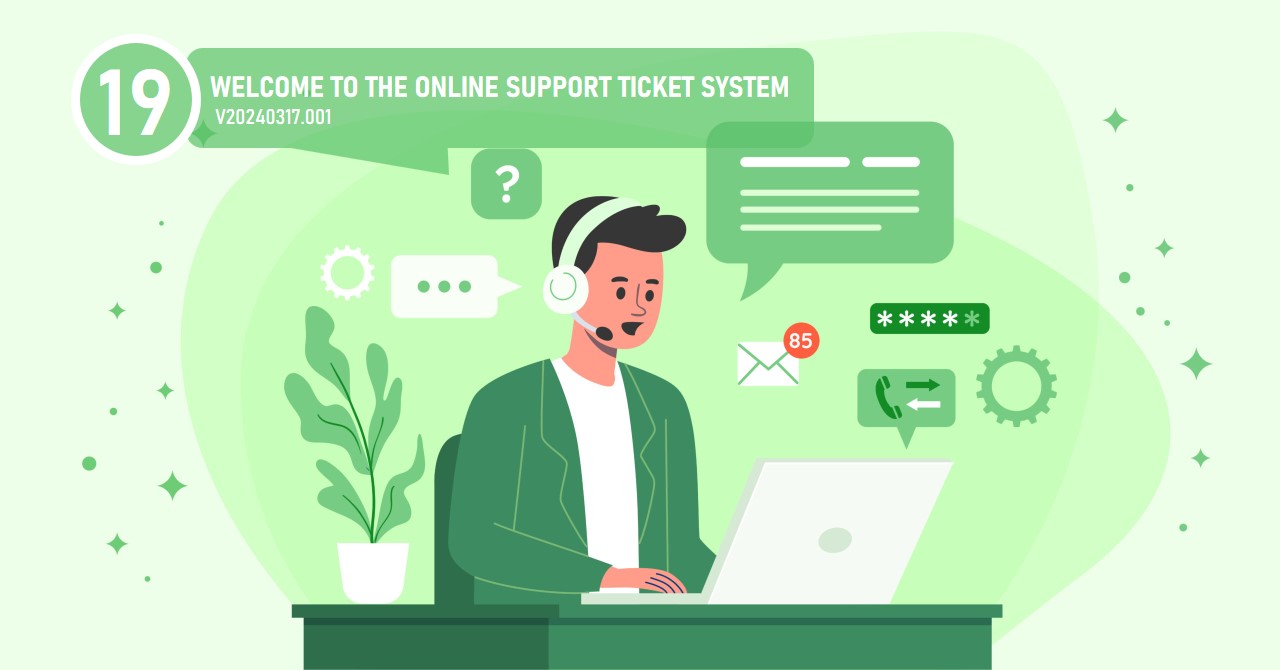 19
WELCOME TO THE ONLINE SUPPORT TICKET SYSTEM
V20240317.001
?
85
*****